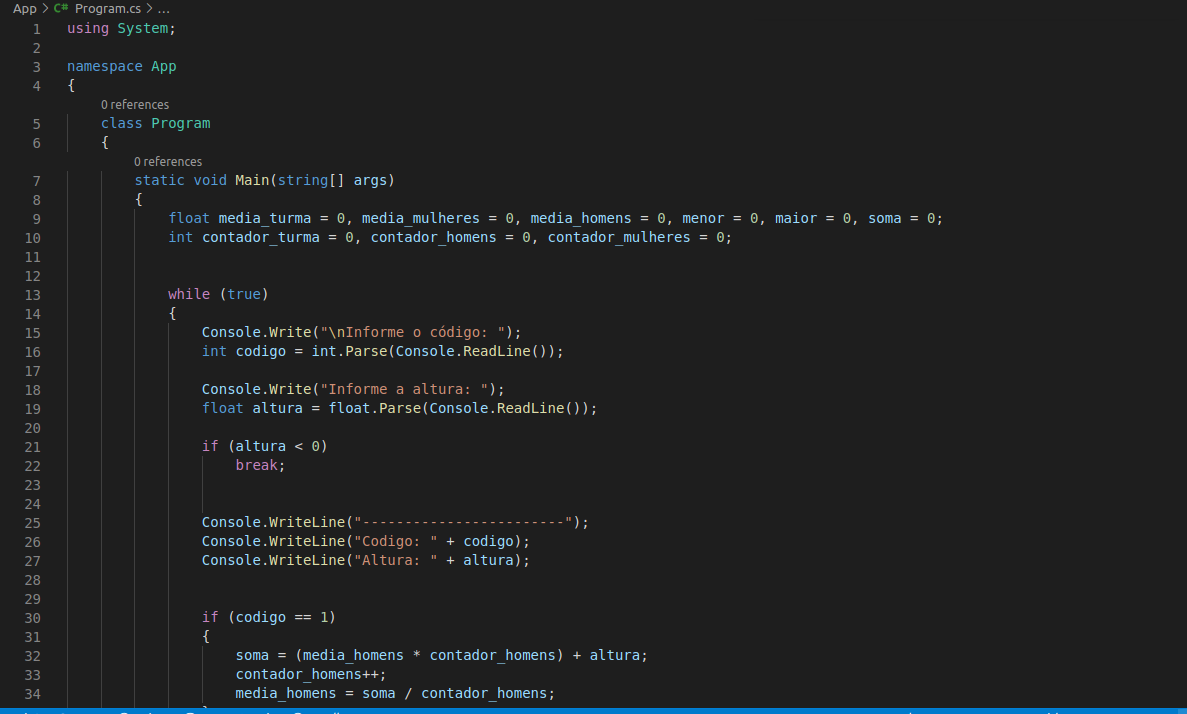 App > C# Program.cs > ...
1 using System;
2
3 namespace App
4 {
0 references
5 class Program
6 {
0 references
7 static void Main(string[] args)
8 {
9 float media_turma = 0, media_mulheres = 0, media_homens = 0, menor = 0, maior = 0, soma = 0;
10 int contador_turma = 0, contador_homens = 0, contador_mulheres = 0;
11
12
13 while (true)
14 {
15 Console.Write("\nInforme o código: ");
16 int codigo = int.Parse(Console.ReadLine());
17
18 Console.Write("Informe a altura: ");
19 float altura = float.Parse(Console.ReadLine());
20
21 if (altura < 0)
22 break;
23
24
25 Console.WriteLine("------------------------");
26 Console.WriteLine("Codigo: " + codigo);
27 Console.WriteLine("Altura: " + altura);
28
29
30 if (codigo == 1)
31 {
32 soma = (media_homens * contador_homens) + altura;
33 contador_homens++;
34 media_homens = soma / contador_homens;